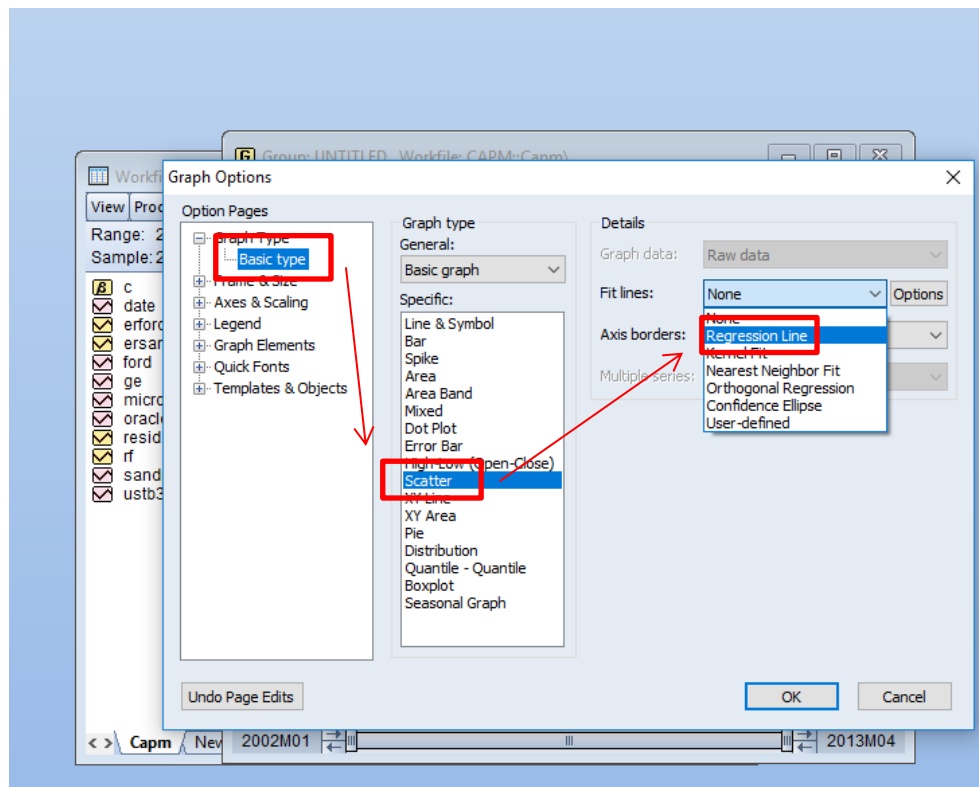 Group: UNTITLED Workfile: CAPM::Capm\
Graph Options
View Proc
Option Pages
Graph Type
Basic type
Frame & Size
Axes & Scaling
Legend
Graph Elements
Quick Fonts
Templates & Objects
Graph type
General:
Basic graph
Specific:
Line & Symbol
Bar
Spike
Area
Area Band
Mixed
Dot Plot
Error Bar
High-Low (Open-Close)
Scatter
XY Line
XY Area
Pie
Distribution
Quantile - Quantile
Boxplot
Seasonal Graph
Details
Graph data: Raw data
Fit lines: None Options
None
Regression Line
Kernel Fit
Nearest Neighbor Fit
Orthogonal Regression
Confidence Ellipse
User-defined
Axis borders:
Multiple series:
Range: 2
Sample: 2
c
date
erford
ersan
ford
ge
micro
oracle
resid
rf
sand
ustb3
Undo Page Edits
OK
Cancel
Capm
New
2002M01
2013M04